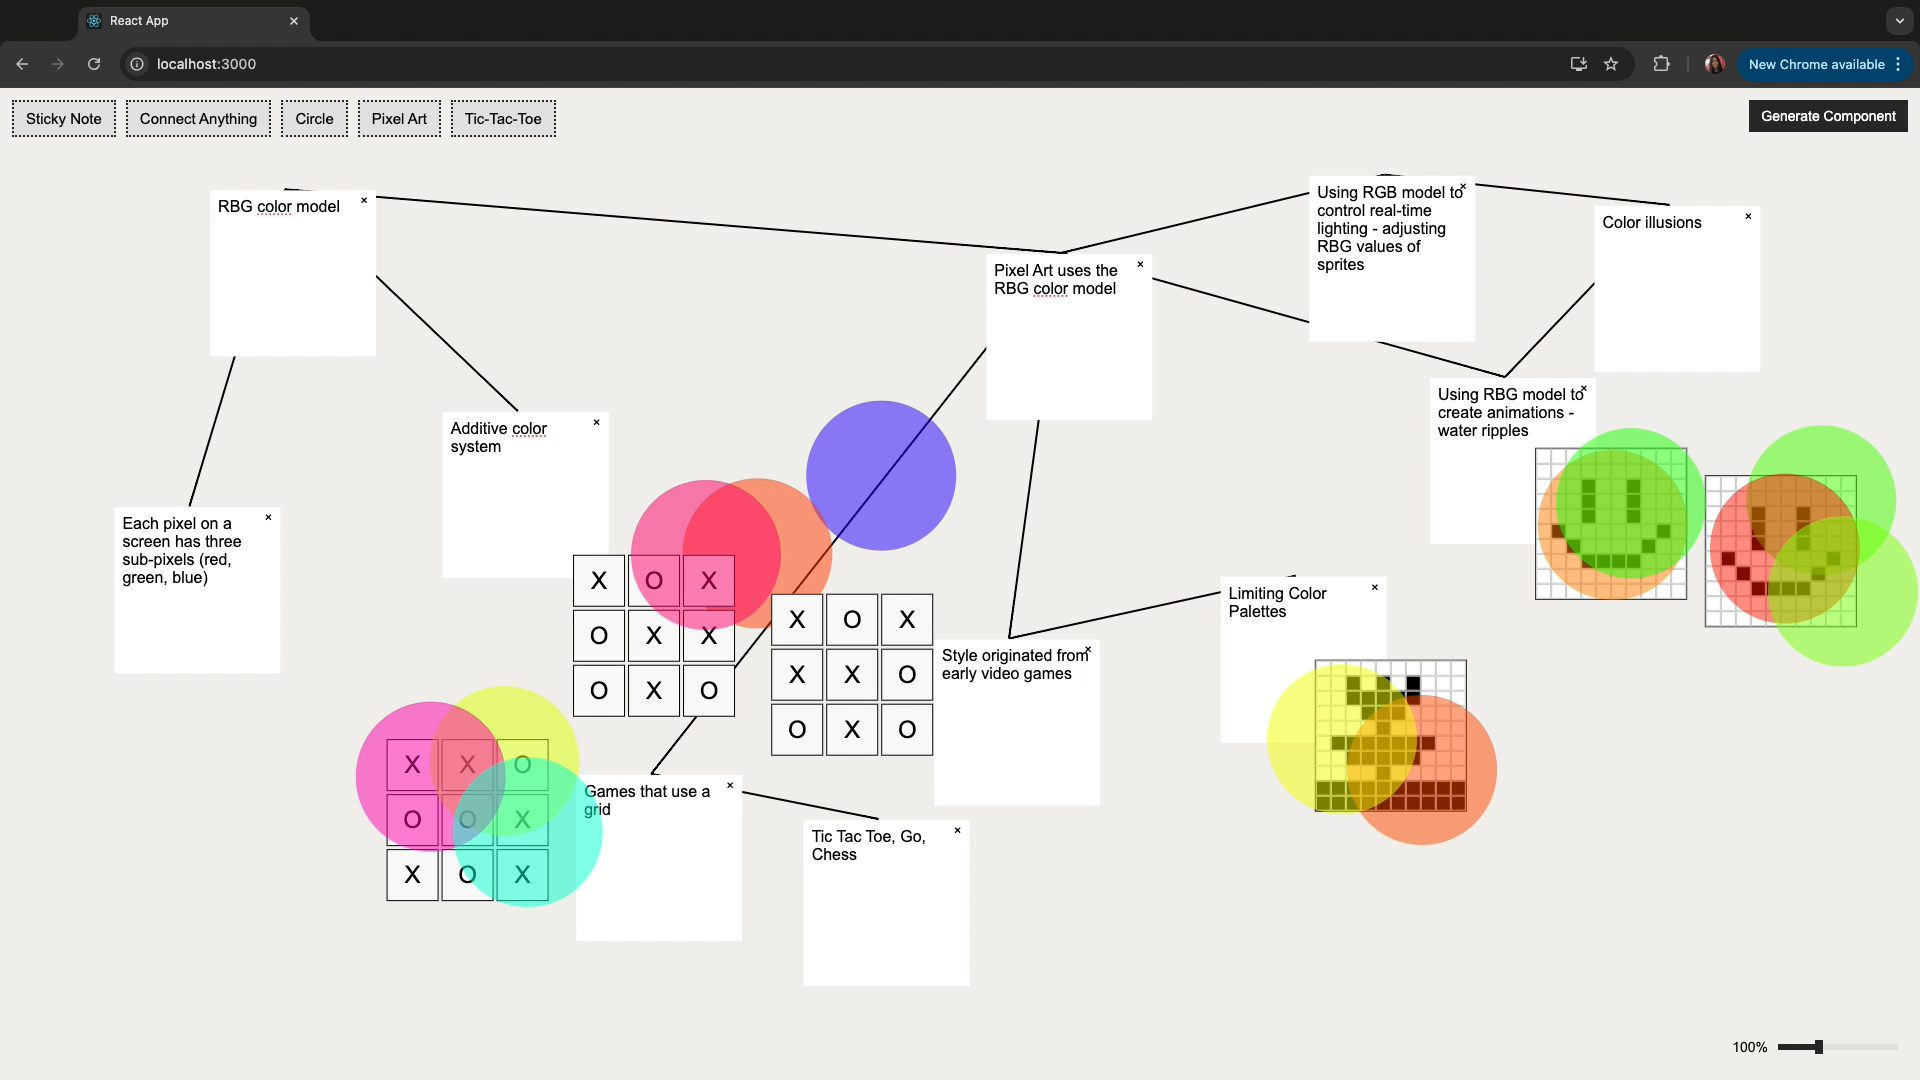 React App
localhost:3000
New Chrome available
Sticky Note
Connect Anything
Circle
Pixel Art
Tic-Tac-Toe
Generate Component
RBG color model
×
Using RGB model to
control real-time
lighting - adjusting
RBG values of
sprites
×
Color illusions
×
Pixel Art uses the
RBG color model
×
Using RBG model to
create animations -
water ripples
×
Additive color
system
×
Each pixel on a
screen has three
sub-pixels (red,
green, blue)
×
X O X
O X X
O X O
X O X
X X O
O X O
Limiting Color
Palettes
×
Style originated from
early video games
×
X X O
O O X
X O X
Games that use a
grid
×
Tic Tac Toe, Go,
Chess
×
100%